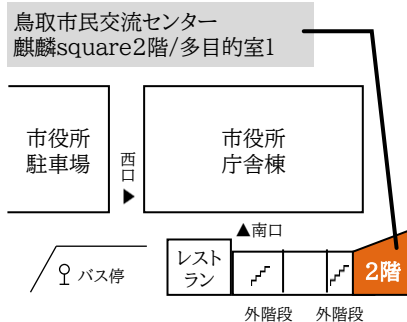 鳥取市民交流センター
麒麟square2階/多目的室1
市役所
駐車場
西口
▶
市役所
庁舎棟
▲南口
レスト
ラン
2階
バス停
外階段
外階段